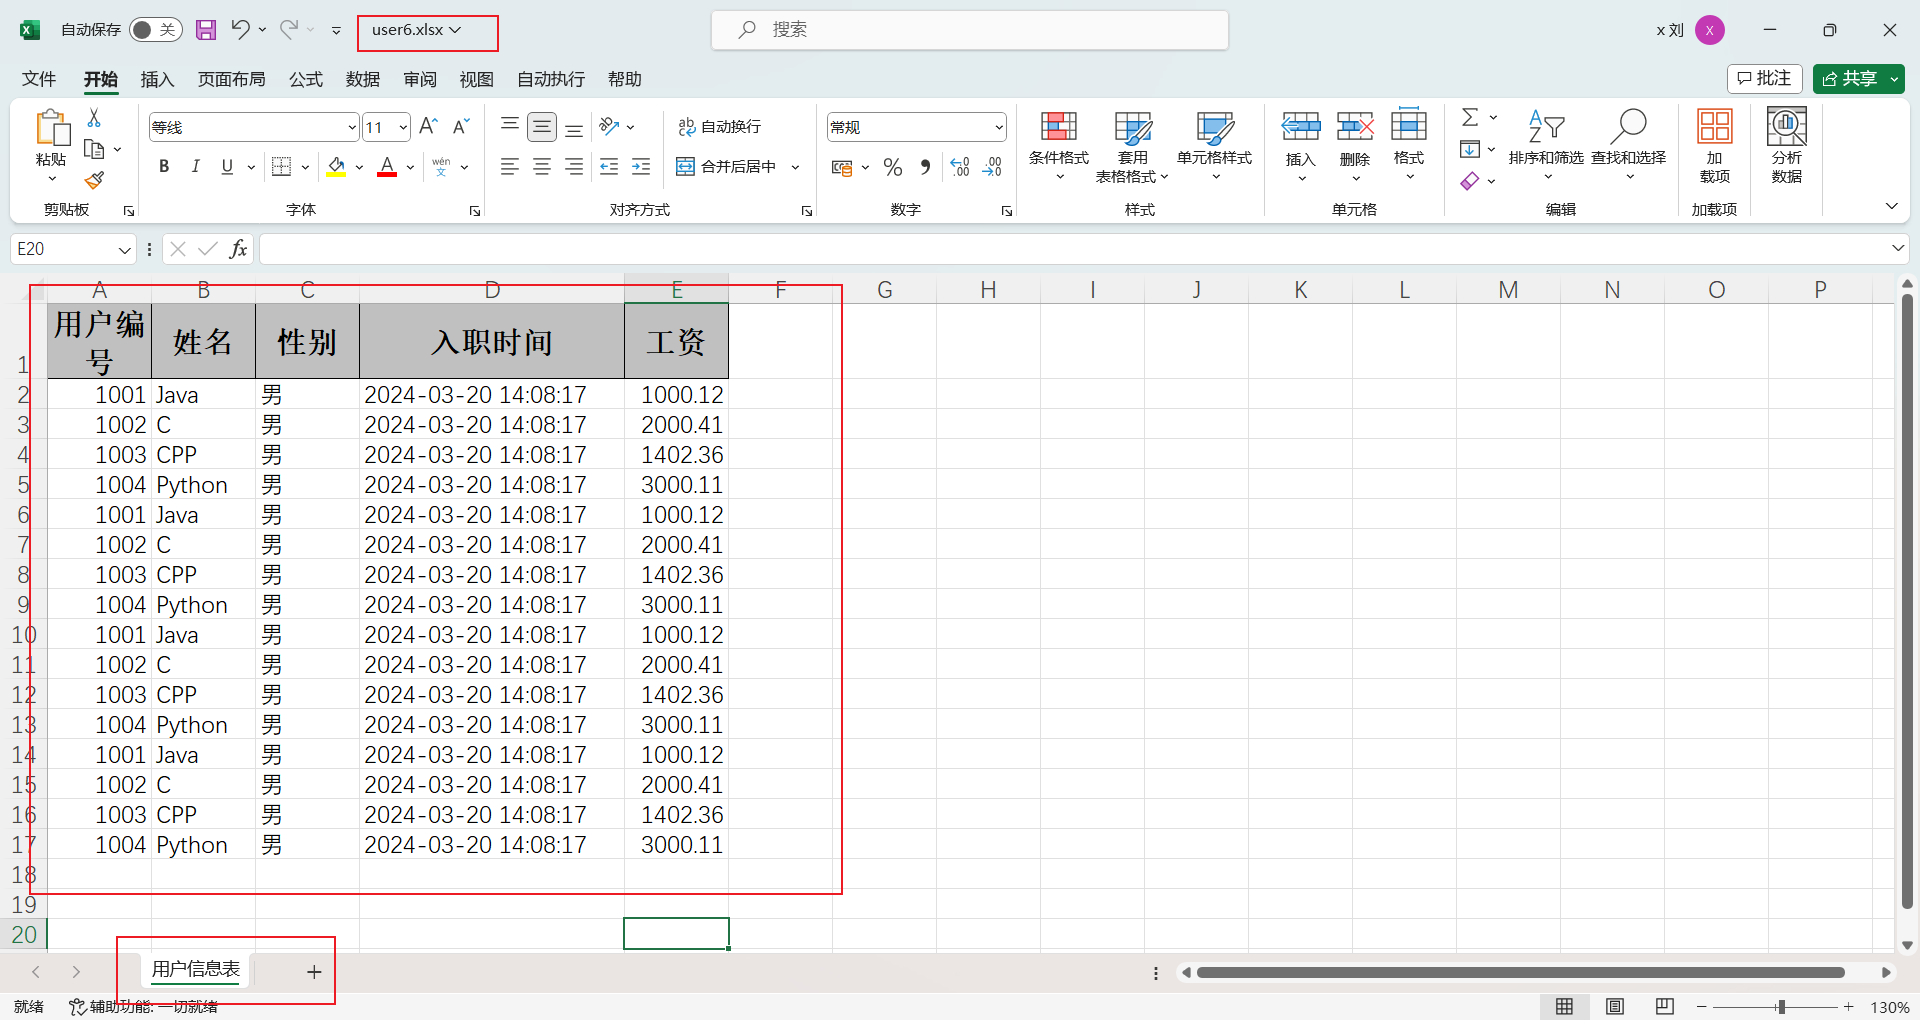 自动保存 关 user6.xlsx 搜索 x 刘 X
文件 开始 插入 页面布局 公式 数据 审阅 视图 自动执行 帮助 批注 共享
等线 11 A A ab 自动换行 常规
粘贴 B I U A wén 文 合并后居中 % 条件格式 套用 表格格式 单元格样式 插入 删除 格式 排序和筛选 查找和选择 加 载项 分析 数据
剪贴板 字体 对齐方式 数字 样式 单元格 编辑 加载项
E20 fx
A B C D E F G H I J K L M N O P
1 用户编号 姓名 性别 入职时间 工资
2 1001 Java 男 2024-03-20 14:08:17 1000.12
3 1002 C 男 2024-03-20 14:08:17 2000.41
4 1003 CPP 男 2024-03-20 14:08:17 1402.36
5 1004 Python 男 2024-03-20 14:08:17 3000.11
6 1001 Java 男 2024-03-20 14:08:17 1000.12
7 1002 C 男 2024-03-20 14:08:17 2000.41
8 1003 CPP 男 2024-03-20 14:08:17 1402.36
9 1004 Python 男 2024-03-20 14:08:17 3000.11
10 1001 Java 男 2024-03-20 14:08:17 1000.12
11 1002 C 男 2024-03-20 14:08:17 2000.41
12 1003 CPP 男 2024-03-20 14:08:17 1402.36
13 1004 Python 男 2024-03-20 14:08:17 3000.11
14 1001 Java 男 2024-03-20 14:08:17 1000.12
15 1002 C 男 2024-03-20 14:08:17 2000.41
16 1003 CPP 男 2024-03-20 14:08:17 1402.36
17 1004 Python 男 2024-03-20 14:08:17 3000.11
18
19
20
用户信息表 +
就绪 辅助功能: 一切就绪 − + 130%